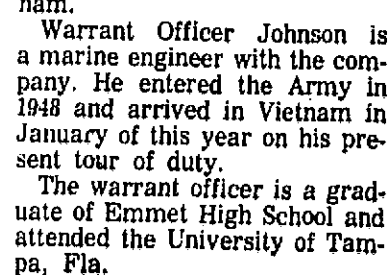 nam.
Warrant Officer Johnson is
a marine engineer with the com-
pany. He entered the Army in
1948 and arrived in Vietnam in
January of this year on his pre-
sent tour of duty.
The warrant officer is a grad-
uate of Emmet High School and
attended the University of Tam-
pa, Fla.